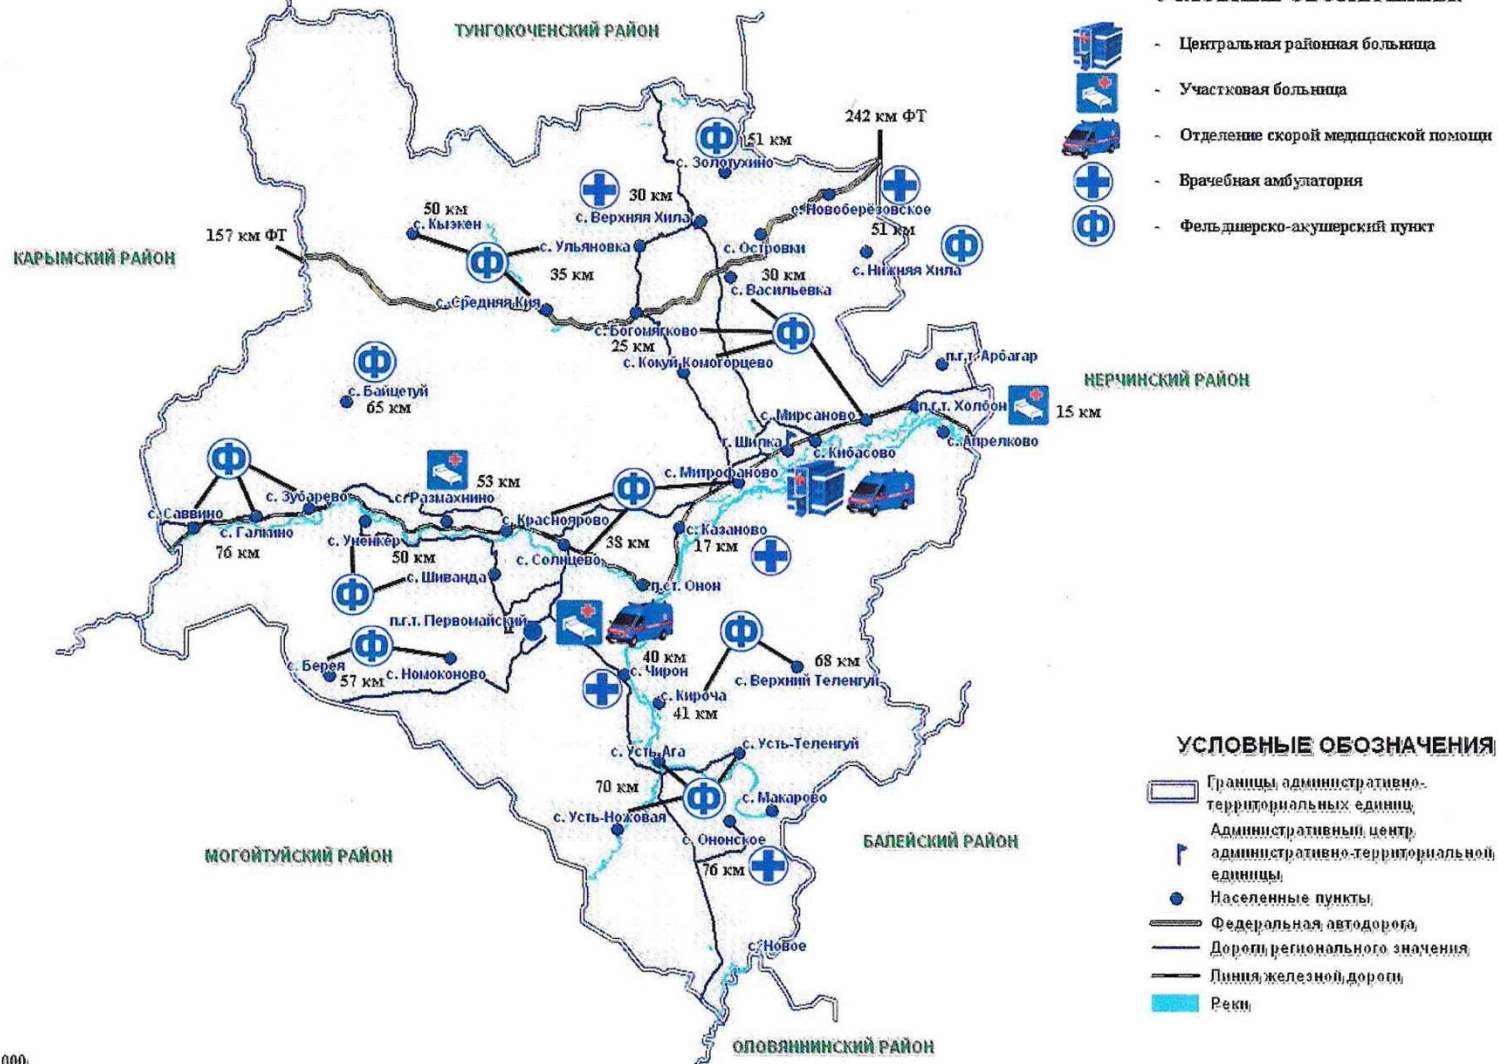 ТУНГОКОЧЕНСКИЙ РАЙОН
Центральная районная больница
- Участковая больница
- Отделение скорой медицинской помощи
- Врачебная амбулатория
- Фельдшерско-акушерский пункт
242 км ФТ
51 км
с. Золотухино
30 км
с. Верхняя Хила
с. Новоберёзовское
51 км
50 км
с. Кыэкен
157 км ФТ
КАРЫМСКИЙ РАЙОН
с. Ульяновка
с. Островки
с. Нижняя Хила
35 км
30 км
с. Васильевка
с. Средняя Кия
с. Богомягково
25 км
с. Кокуй Комогорцево
п.г.т. Арбагар
НЕРЧИНСКИЙ РАЙОН
с. Байцетуй
65 км
с. Мирсаново
п.г.т. Холбон
15 км
г. Шилка
с. Кибасово
с. Апрелково
с. Митрофаново
53 км
с. Размахнино
с. Зубарево
с. Саввино
с. Галкино
76 км
с. Красноярово
с. Казаново
17 км
с. Уненкер
50 км
38 км
с. Солнцево
с. Шиванда
п.ст. Онон
п.г.т. Первомайский
40 км
с. Чирон
68 км
с. Верхний Теленгуй
с. Берея
57 км
с. Номоконово
с. Кироча
41 км
с. Усть-Ага
с. Усть-Теленгуй
70 км
с. Макарово
с. Усть-Ножовая
с. Ононское
76 км
МОГОЙТУЙСКИЙ РАЙОН
БАЛЕЙСКИЙ РАЙОН
с. Новое
ОЛОВЯННИНСКИЙ РАЙОН
УСЛОВНЫЕ ОБОЗНАЧЕНИЯ
Границы административно-
территориальных единиц
Административный центр
административно-территориальной
единицы
Населенные пункты
Федеральная автодорога
Дороги регионального значения
Линия железной дороги
Реки
000